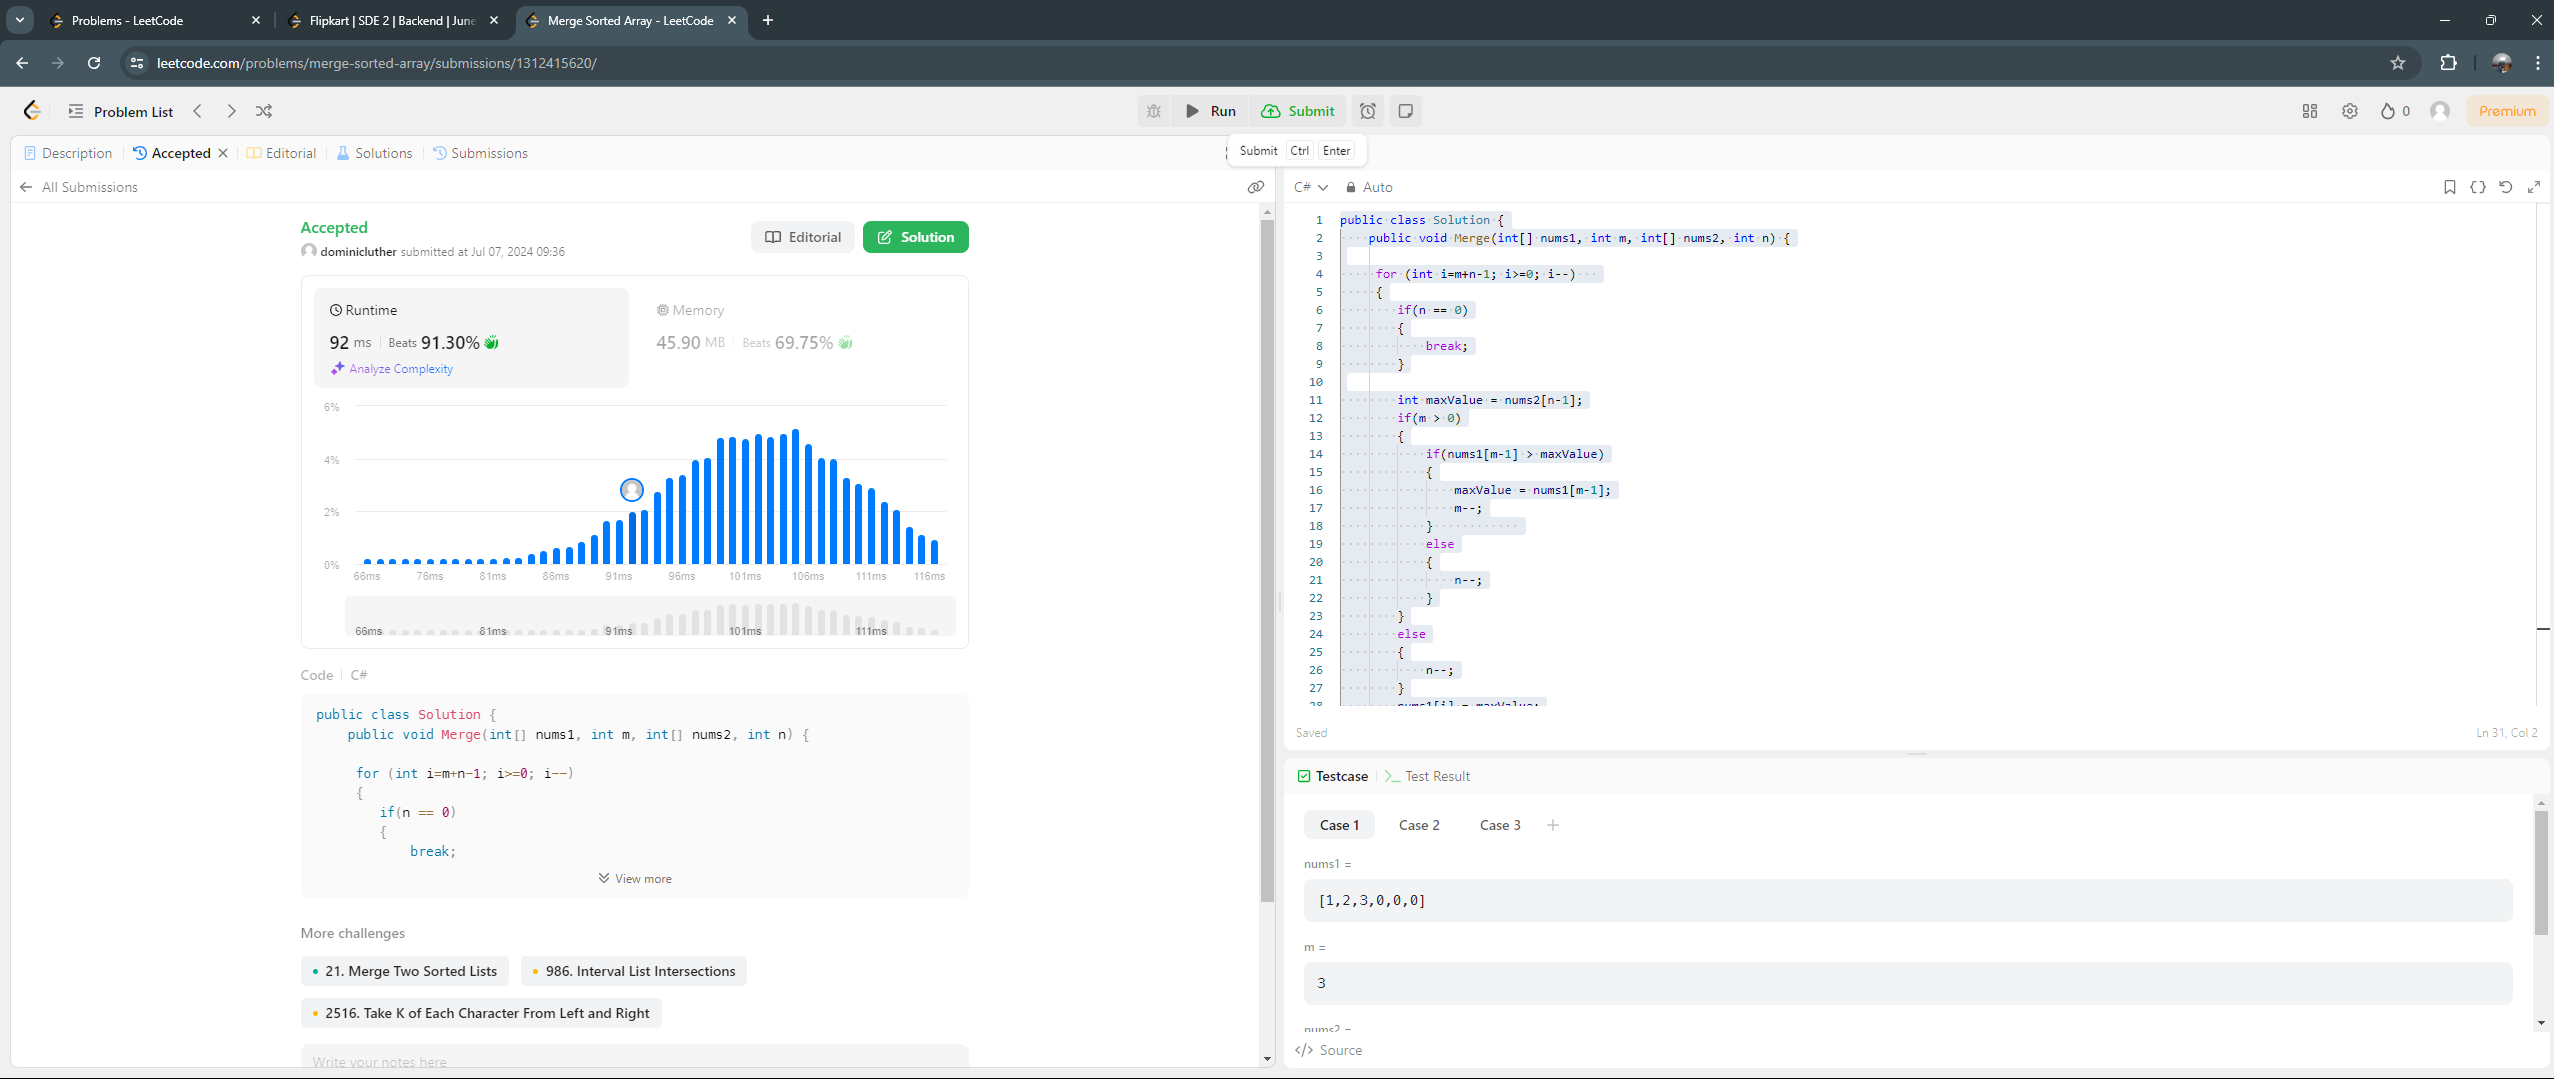 Problems - LeetCode
Flipkart | SDE 2 | Backend | June
Merge Sorted Array - LeetCode
leetcode.com/problems/merge-sorted-array/submissions/1312415620/
Problem List
Run
Submit
0
Premium
Description
Accepted
Editorial
Solutions
Submissions
Submit Ctrl Enter
All Submissions
Accepted
dominicluther submitted at Jul 07, 2024 09:36
Editorial
Solution
Runtime
92 ms Beats 91.30%
Analyze Complexity
Memory
45.90 MB Beats 69.75%
6%
4%
2%
0%
66ms 76ms 81ms 86ms 91ms 96ms 101ms 106ms 111ms 116ms
66ms 81ms 91ms 101ms 111ms
Code C#
public class Solution {
public void Merge(int[] nums1, int m, int[] nums2, int n) {
for (int i=m+n-1; i>=0; i--)
{
if(n == 0)
{
break;
View more
More challenges
21. Merge Two Sorted Lists
986. Interval List Intersections
2516. Take K of Each Character From Left and Right
Write your notes here
C# Auto
1 public class Solution {
2 public void Merge(int[] nums1, int m, int[] nums2, int n) {
3
4 for (int i=m+n-1; i>=0; i--)
5 {
6 if(n == 0)
7 {
8 break;
9 }
10
11 int maxValue = nums2[n-1];
12 if(m > 0)
13 {
14 if(nums1[m-1] > maxValue)
15 {
16 maxValue = nums1[m-1];
17 m--;
18 }
19 else
20 {
21 n--;
22 }
23 }
24 else
25 {
26 n--;
27 }
28 nums1[i] = maxValue;
Saved
Ln 31, Col 2
Testcase
Test Result
Case 1
Case 2
Case 3
nums1 =
[1,2,3,0,0,0]
m =
3
nums2 =
</> Source